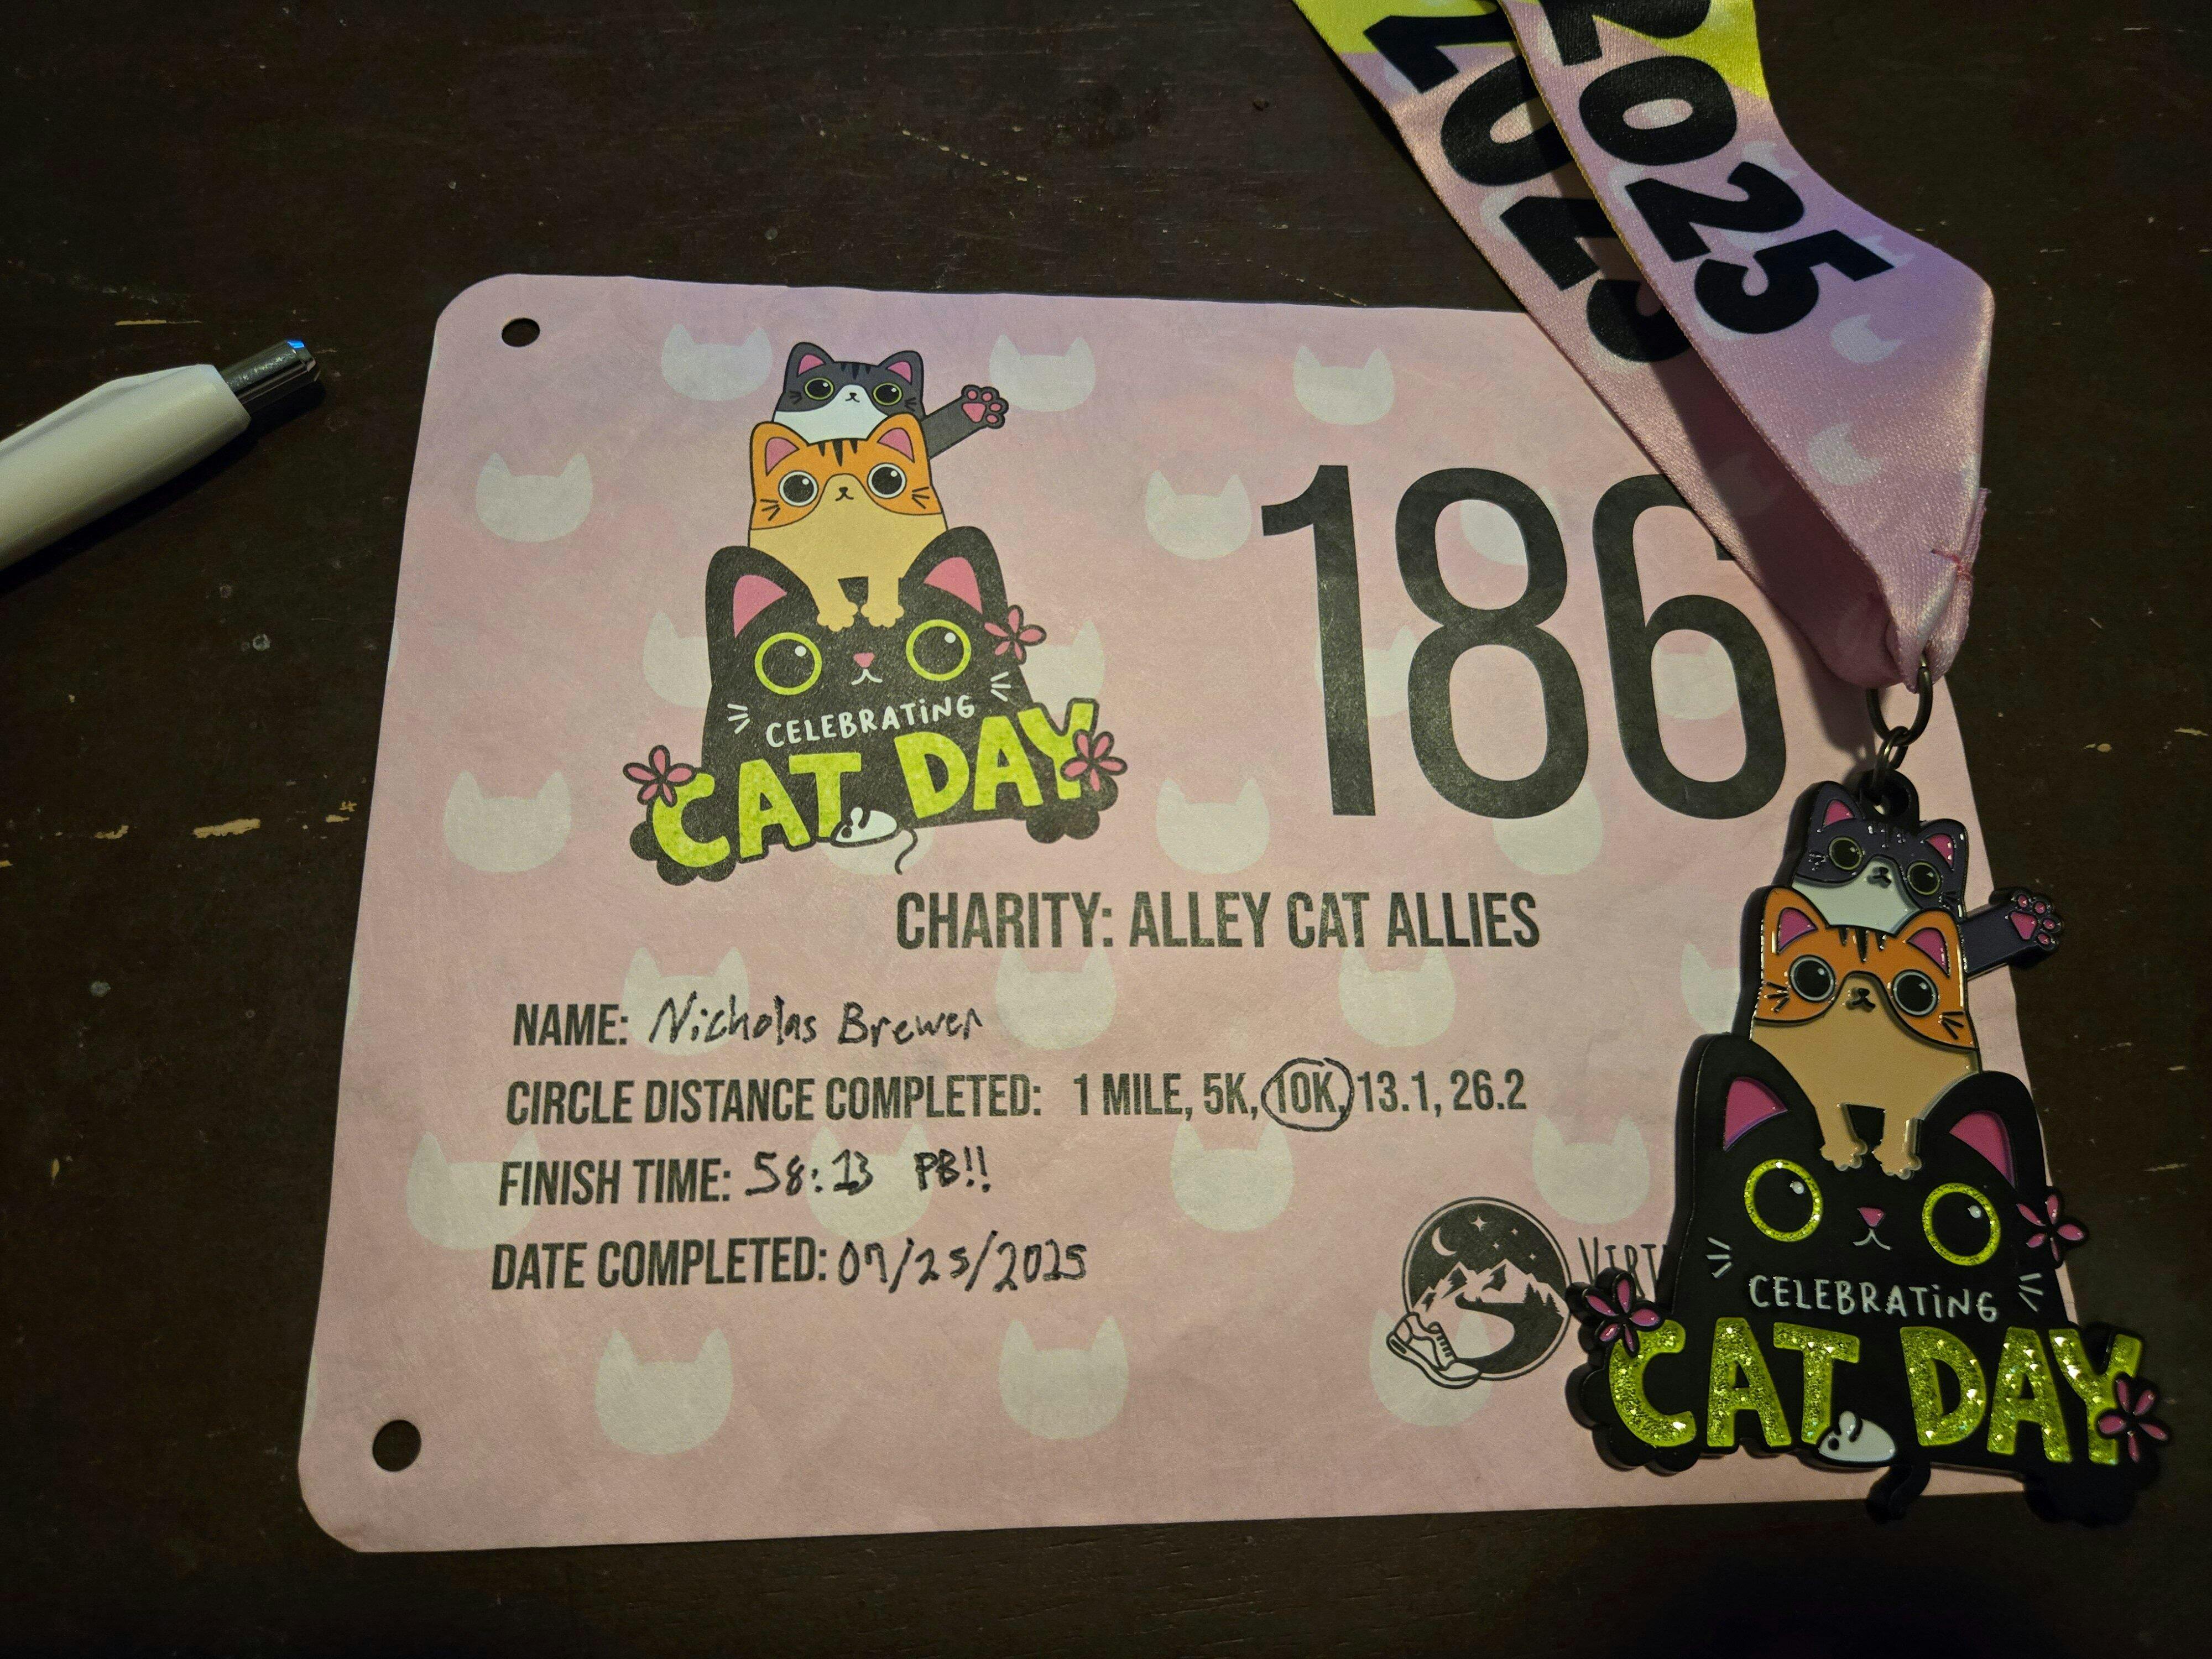 2025
2025
186
CELEBRATING
CAT DAY
CHARITY: ALLEY CAT ALLIES
NAME: Nicholas Brewer
CIRCLE DISTANCE COMPLETED: 1 MILE, 5K, 10K, 13.1, 26.2
FINISH TIME: 58:13 PB!!
DATE COMPLETED: 07/25/2025
CELEBRATING
CAT DAY